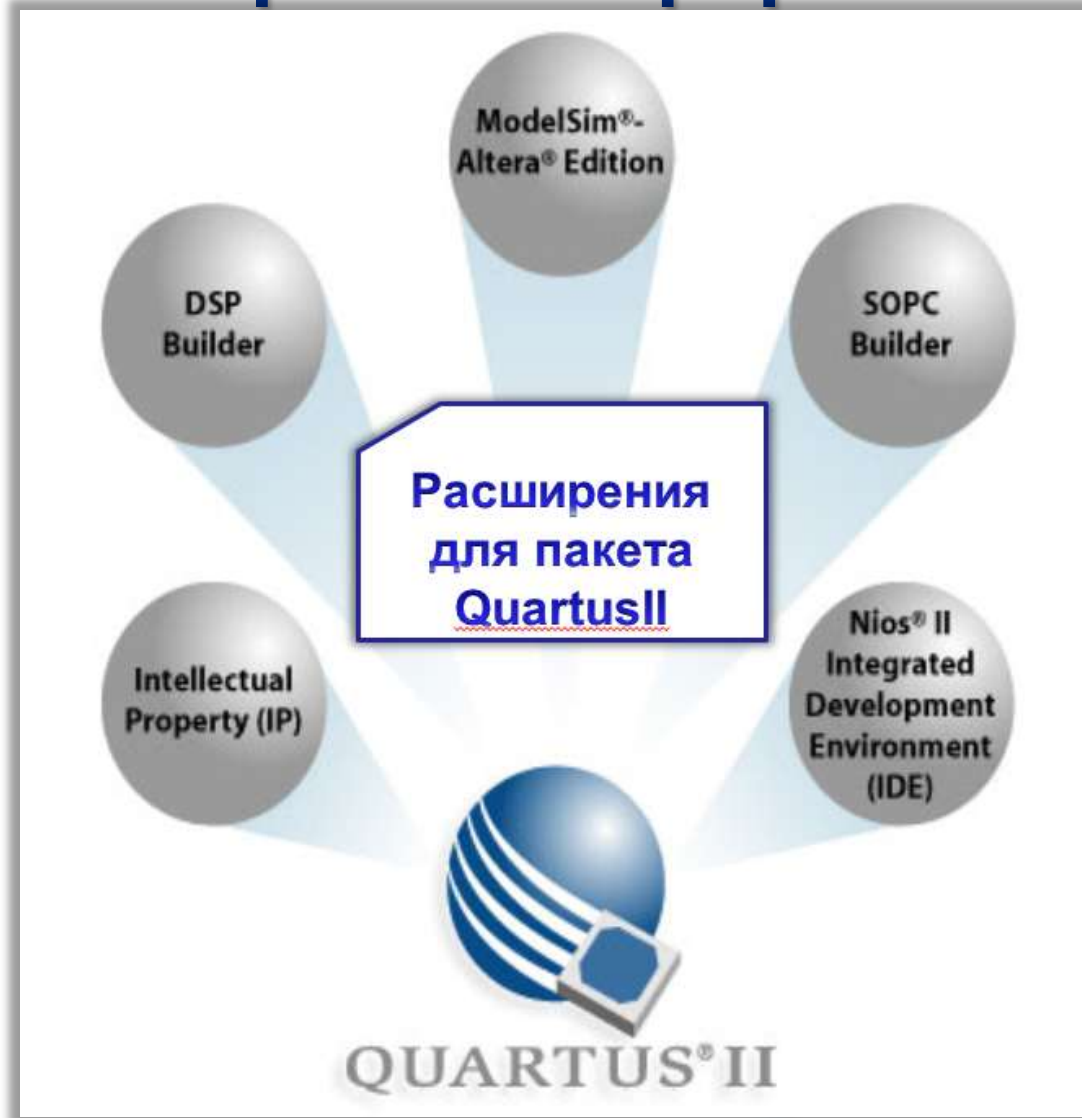 ModelSim®-
Altera® Edition
DSP
Builder
SOPC
Builder
Расширения
для пакета
QuartusII
Intellectual
Property (IP)
Nios® II
Integrated
Development
Environment
(IDE)
QUARTUS® II